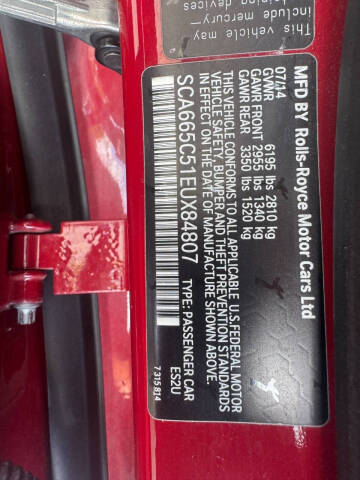 This vehicle may
include mercury-
devices
MFD BY Rolls-Royce Motor Cars Ltd
07/14
GVWR 6195 lbs 2810 kg
GAWR FRONT 2955 lbs 1340 kg
GAWR REAR 3350 lbs 1520 kg
THIS VEHICLE CONFORMS TO ALL APPLICABLE U.S.FEDERAL MOTOR
VEHICLE SAFETY, BUMPER AND THEFT PREVENTION STANDARDS
IN EFFECT ON THE DATE OF MANUFACTURE SHOWN ABOVE.
SCA665C51EUX84807 TYPE: PASSENGER CAR
ES2U
7 315 814